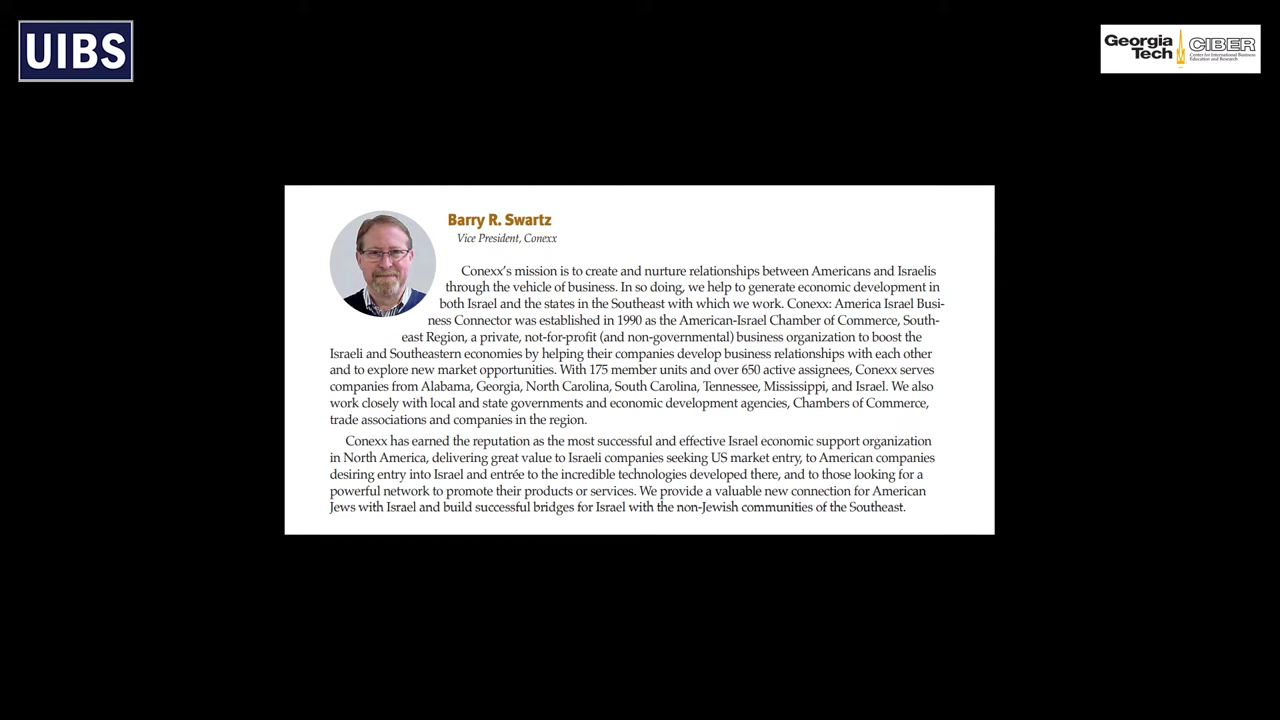 UIBS
Georgia
Tech
CIBER
Center for International Business
Education and Research
Barry R. Swartz
Vice President, Conexx
Conexx's mission is to create and nurture relationships between Americans and Israelis
through the vehicle of business. In so doing, we help to generate economic development in
both Israel and the states in the Southeast with which we work. Conexx: America Israel Busi-
ness Connector was established in 1990 as the American-Israel Chamber of Commerce, South-
east Region, a private, not-for-profit (and non-governmental) business organization to boost the
Israeli and Southeastern economies by helping their companies develop business relationships with each other
and to explore new market opportunities. With 175 member units and over 650 active assignees, Conexx serves
companies from Alabama, Georgia, North Carolina, South Carolina, Tennessee, Mississippi, and Israel. We also
work closely with local and state governments and economic development agencies, Chambers of Commerce,
trade associations and companies in the region.
Conexx has earned the reputation as the most successful and effective Israel economic support organization
in North America, delivering great value to Israeli companies seeking US market entry, to American companies
desiring entry into Israel and entrée to the incredible technologies developed there, and to those looking for a
powerful network to promote their products or services. We provide a valuable new connection for American
Jews with Israel and build successful bridges for Israel with the non-Jewish communities of the Southeast.